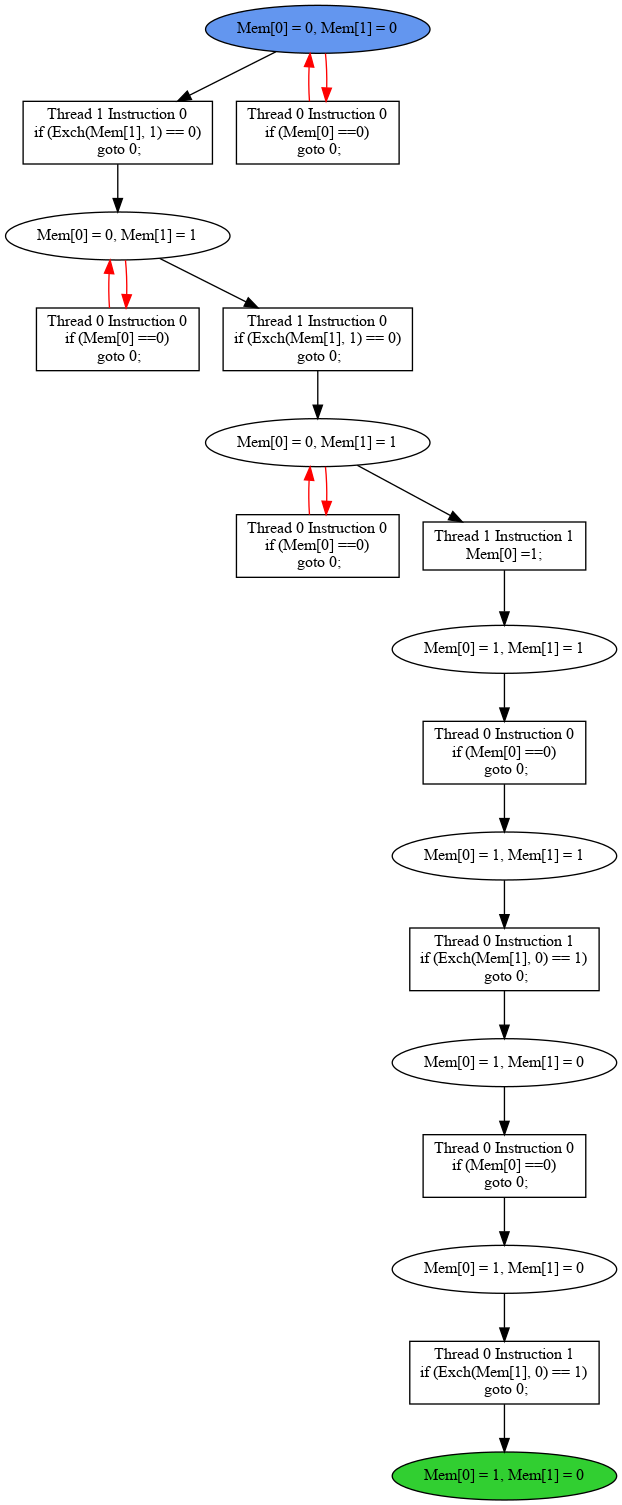 Mem[0] = 0, Mem[1] = 0
Thread 1 Instruction 0
if (Exch(Mem[1], 1) == 0)
goto 0;
Thread 0 Instruction 0
if (Mem[0] ==0)
goto 0;
Mem[0] = 0, Mem[1] = 1
Thread 0 Instruction 0
if (Mem[0] ==0)
goto 0;
Thread 1 Instruction 0
if (Exch(Mem[1], 1) == 0)
goto 0;
Mem[0] = 0, Mem[1] = 1
Thread 0 Instruction 0
if (Mem[0] ==0)
goto 0;
Thread 1 Instruction 1
Mem[0] =1;
Mem[0] = 1, Mem[1] = 1
Thread 0 Instruction 0
if (Mem[0] ==0)
goto 0;
Mem[0] = 1, Mem[1] = 1
Thread 0 Instruction 1
if (Exch(Mem[1], 0) == 1)
goto 0;
Mem[0] = 1, Mem[1] = 0
Thread 0 Instruction 0
if (Mem[0] ==0)
goto 0;
Mem[0] = 1, Mem[1] = 0
Thread 0 Instruction 1
if (Exch(Mem[1], 0) == 1)
goto 0;
Mem[0] = 1, Mem[1] = 0